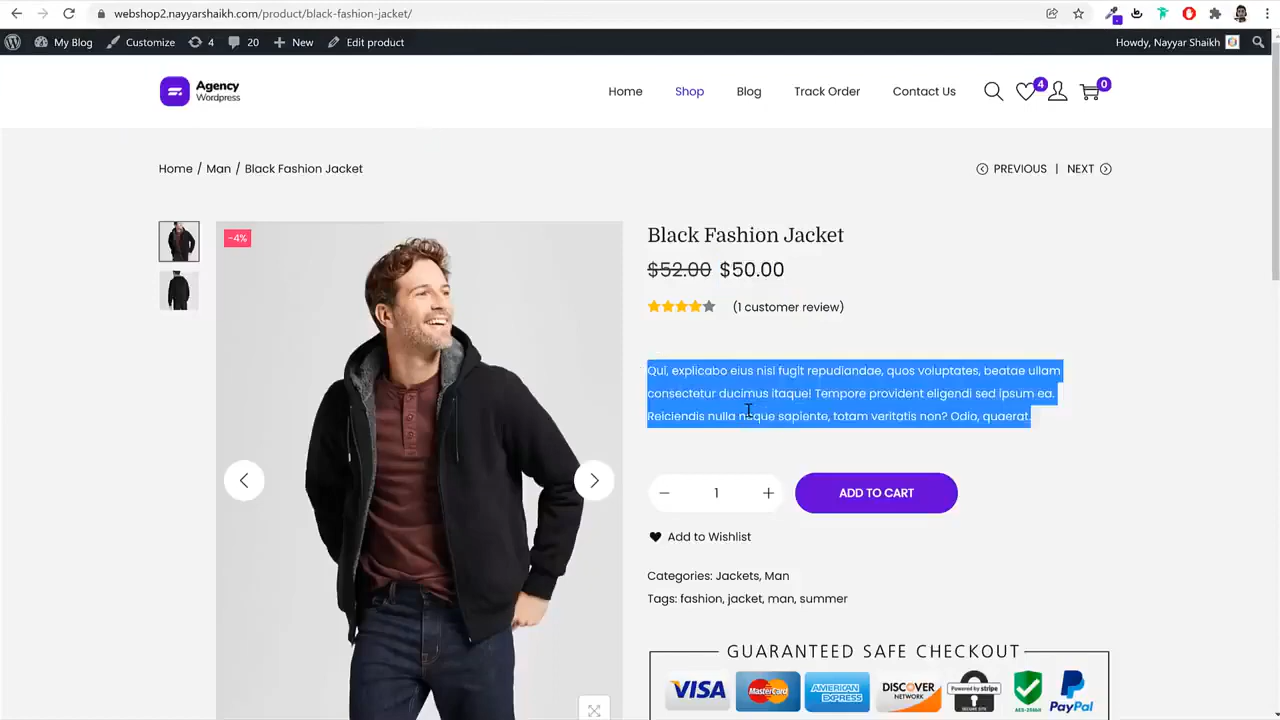 webshop2.nayyarshaikh.com/product/black-fashion-jacket/
My Blog Customize 4 20 New Edit product Howdy, Nayyar Shaikh
Agency
Wordpress
Home Shop Blog Track Order Contact Us 4 0
Home / Man / Black Fashion Jacket
PREVIOUS | NEXT
-4%
Black Fashion Jacket
$52.00 $50.00
(1 customer review)
Qui, explicabo eius nisi fugit repudiandae, quos voluptates, beatae ullam
consectetur ducimus itaque! Tempore provident eligendi sed ipsum ea.
Reiciendis nulla neque sapiente, totam veritatis non? Odio, quaerat.
1 ADD TO CART
Add to Wishlist
Categories: Jackets, Man
Tags: fashion, jacket, man, summer
GUARANTEED SAFE CHECKOUT
VISA MasterCard AMERICAN EXPRESS DISCOVER NETWORK Powered by stripe AES-256Bit PayPal